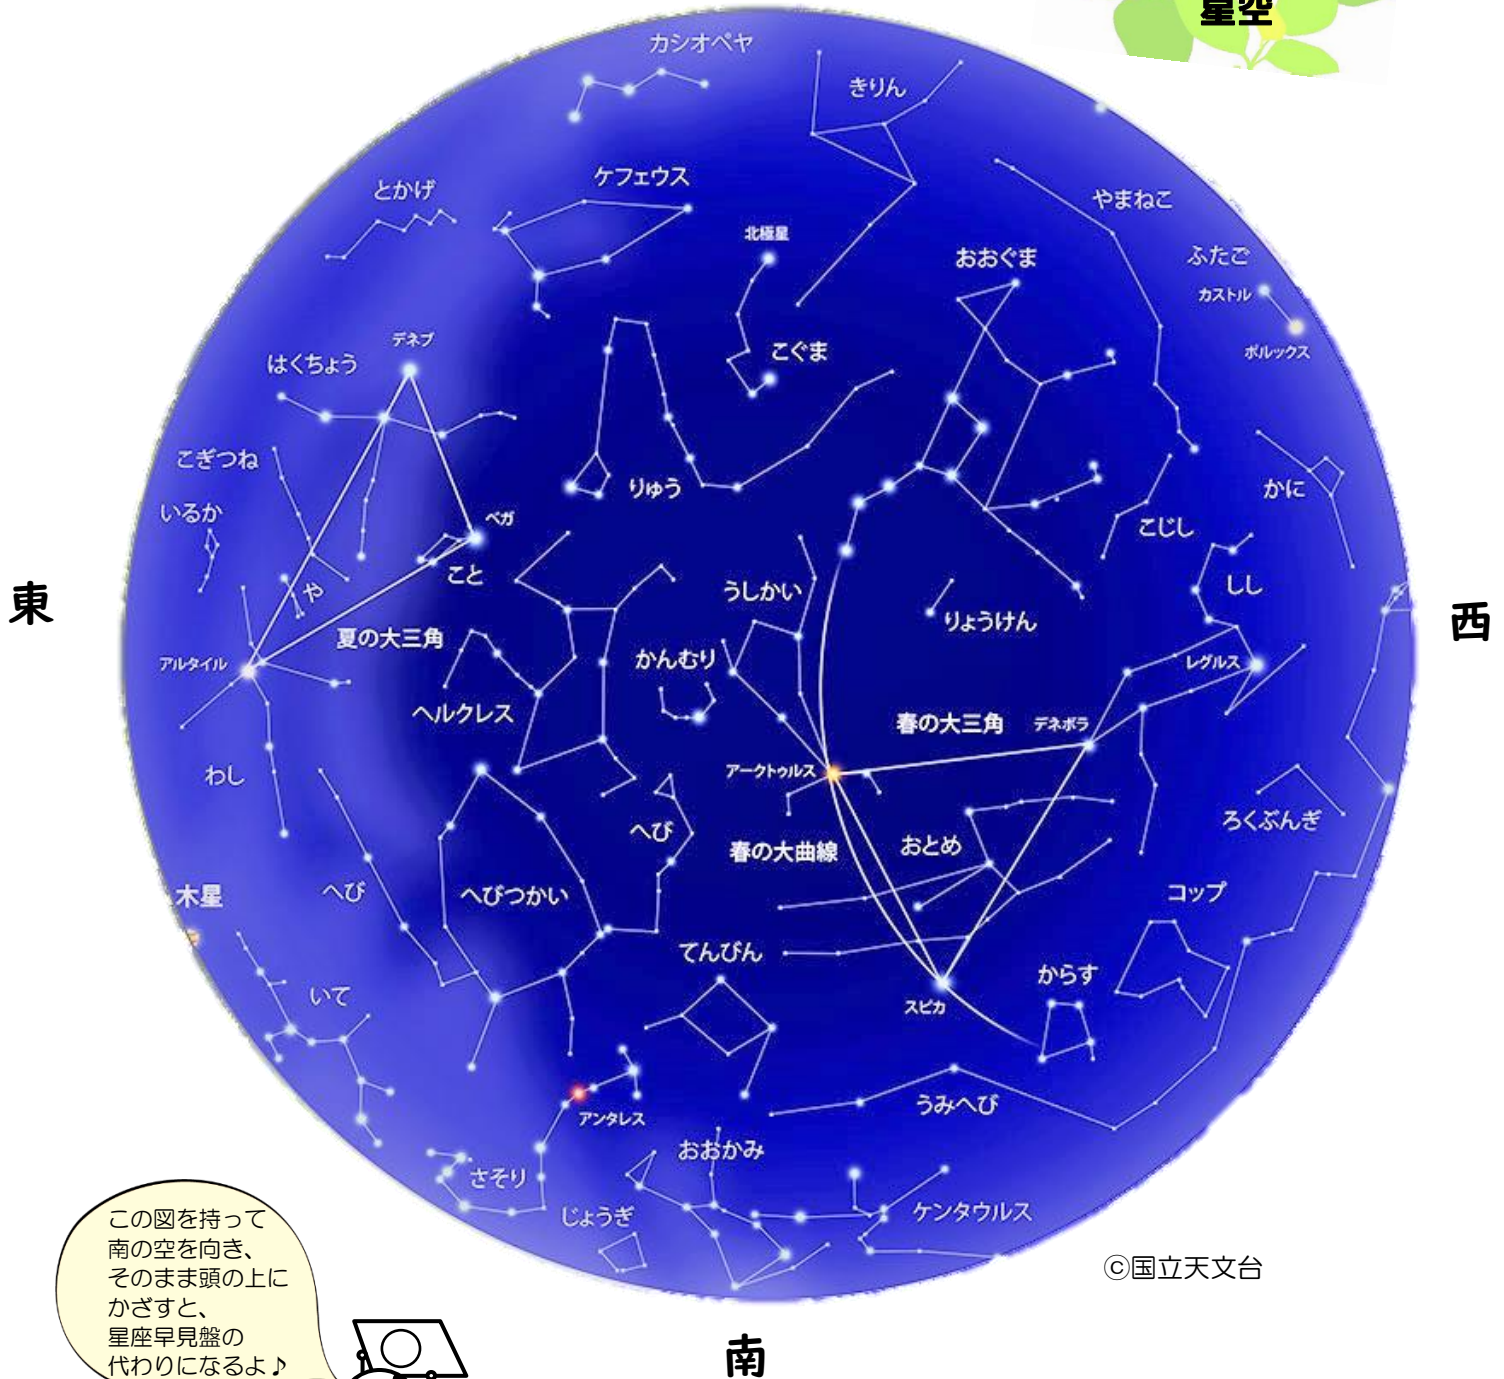 星空
カシオペヤ
きりん
とかげ
ケフェウス
やまねこ
北極星
おおぐま
ふたご
カストル
ポルックス
デネブ
はくちょう
こぐま
こぎつね
いるか
りゅう
かに
ベガ
こじし
こと
や
うしかい
りょうけん
しし
東
西
夏の大三角
アルタイル
かんむり
レグルス
ヘルクレス
春の大三角
デネボラ
わし
アークトゥルス
へび
春の大曲線
おとめ
ろくぶんぎ
木星
へび
へびつかい
コップ
てんびん
からす
いて
スピカ
アンタレス
うみへび
おおかみ
さそり
じょうぎ
ケンタウルス
©国立天文台
この図を持って
南の空を向き、
そのまま頭の上に
かざすと、
星座早見盤の
代わりになるよ♪
南